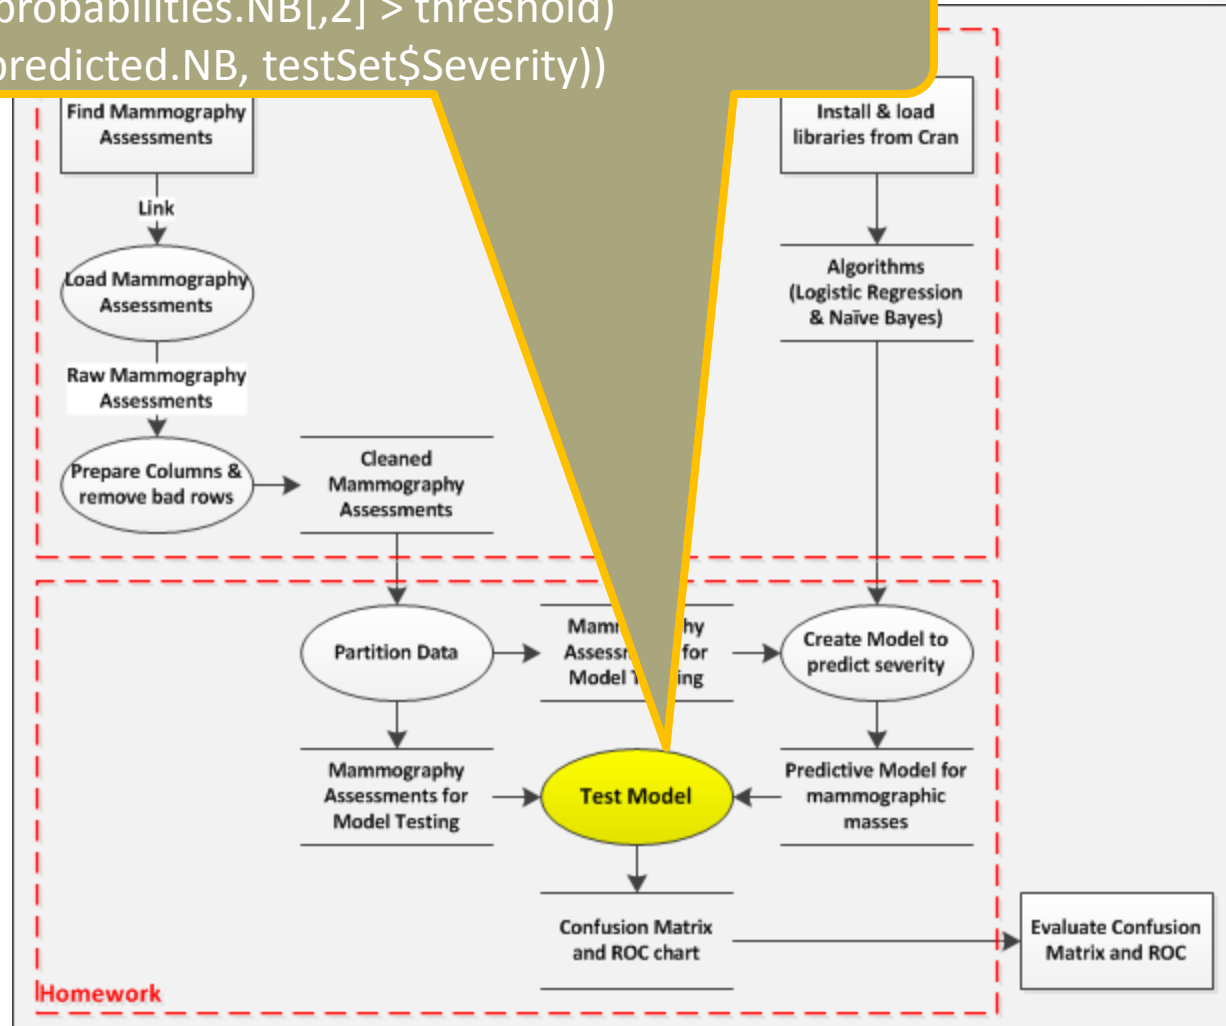 probabilities.NB[,2] > threshold)
predicted.NB, testSet$Severity))
Find Mammography
Assessments
Install & load
libraries from Cran
Link
Load Mammography
Assessments
Algorithms
(Logistic Regression
& Naïve Bayes)
Raw Mammography
Assessments
Prepare Columns &
remove bad rows
Cleaned
Mammography
Assessments
Partition Data
for
Model
Create Model to
predict severity
Mammography
Assessments for
Model Testing
Test Model
Predictive Model for
mammographic
masses
Confusion Matrix
and ROC chart
Evaluate Confusion
Matrix and ROC
Homework